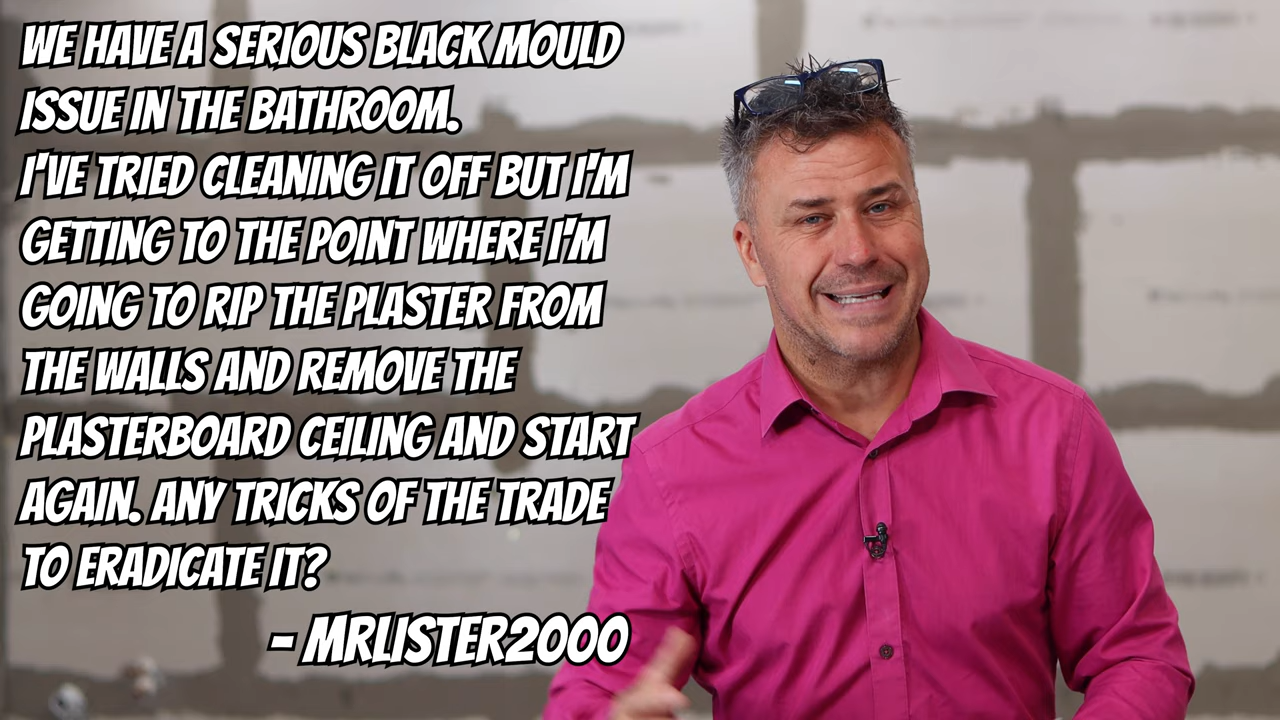 WE HAVE A SERIOUS BLACK MOULD
ISSUE IN THE BATHROOM.
I'VE TRIED CLEANING IT OFF BUT I'M
GETTING TO THE POINT WHERE I'M
GOING TO RIP THE PLASTER FROM
THE WALLS AND REMOVE THE
PLASTERBOARD CEILING AND START
AGAIN. ANY TRICKS OF THE TRADE
TO ERADICATE IT?
- MRLISTER2000